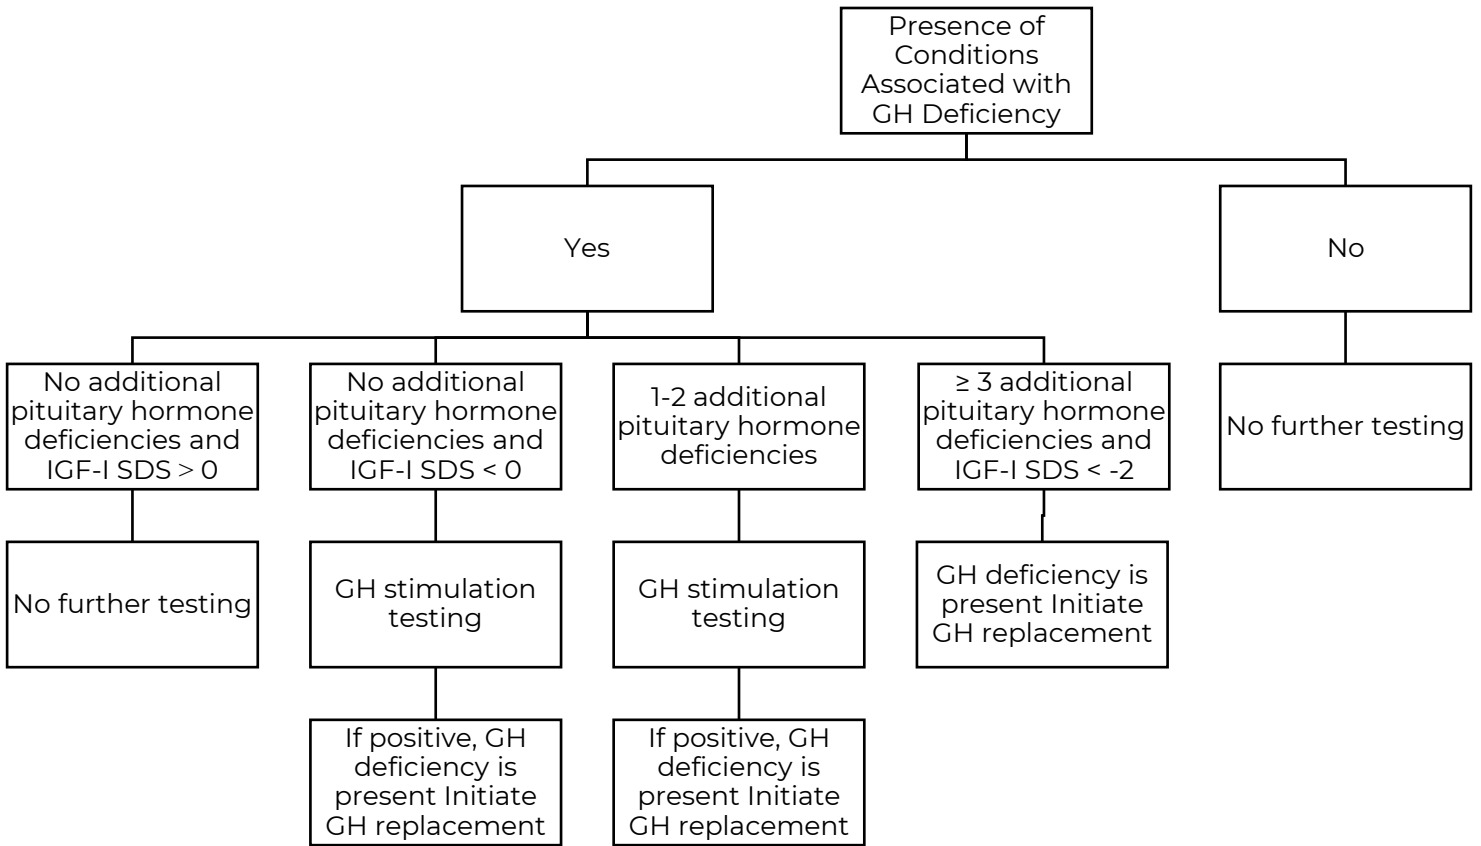 Presence of
Conditions
Associated with
GH Deficiency
Yes
No
No additional
pituitary hormone
deficiencies and
IGF-I SDS > 0
No additional
pituitary hormone
deficiencies and
IGF-I SDS < 0
1-2 additional
pituitary hormone
deficiencies
≥ 3 additional
pituitary hormone
deficiencies and
IGF-I SDS < -2
No further testing
No further testing
GH stimulation
testing
GH stimulation
testing
GH deficiency is
present Initiate
GH replacement
If positive, GH
deficiency is
present Initiate
GH replacement
If positive, GH
deficiency is
present Initiate
GH replacement